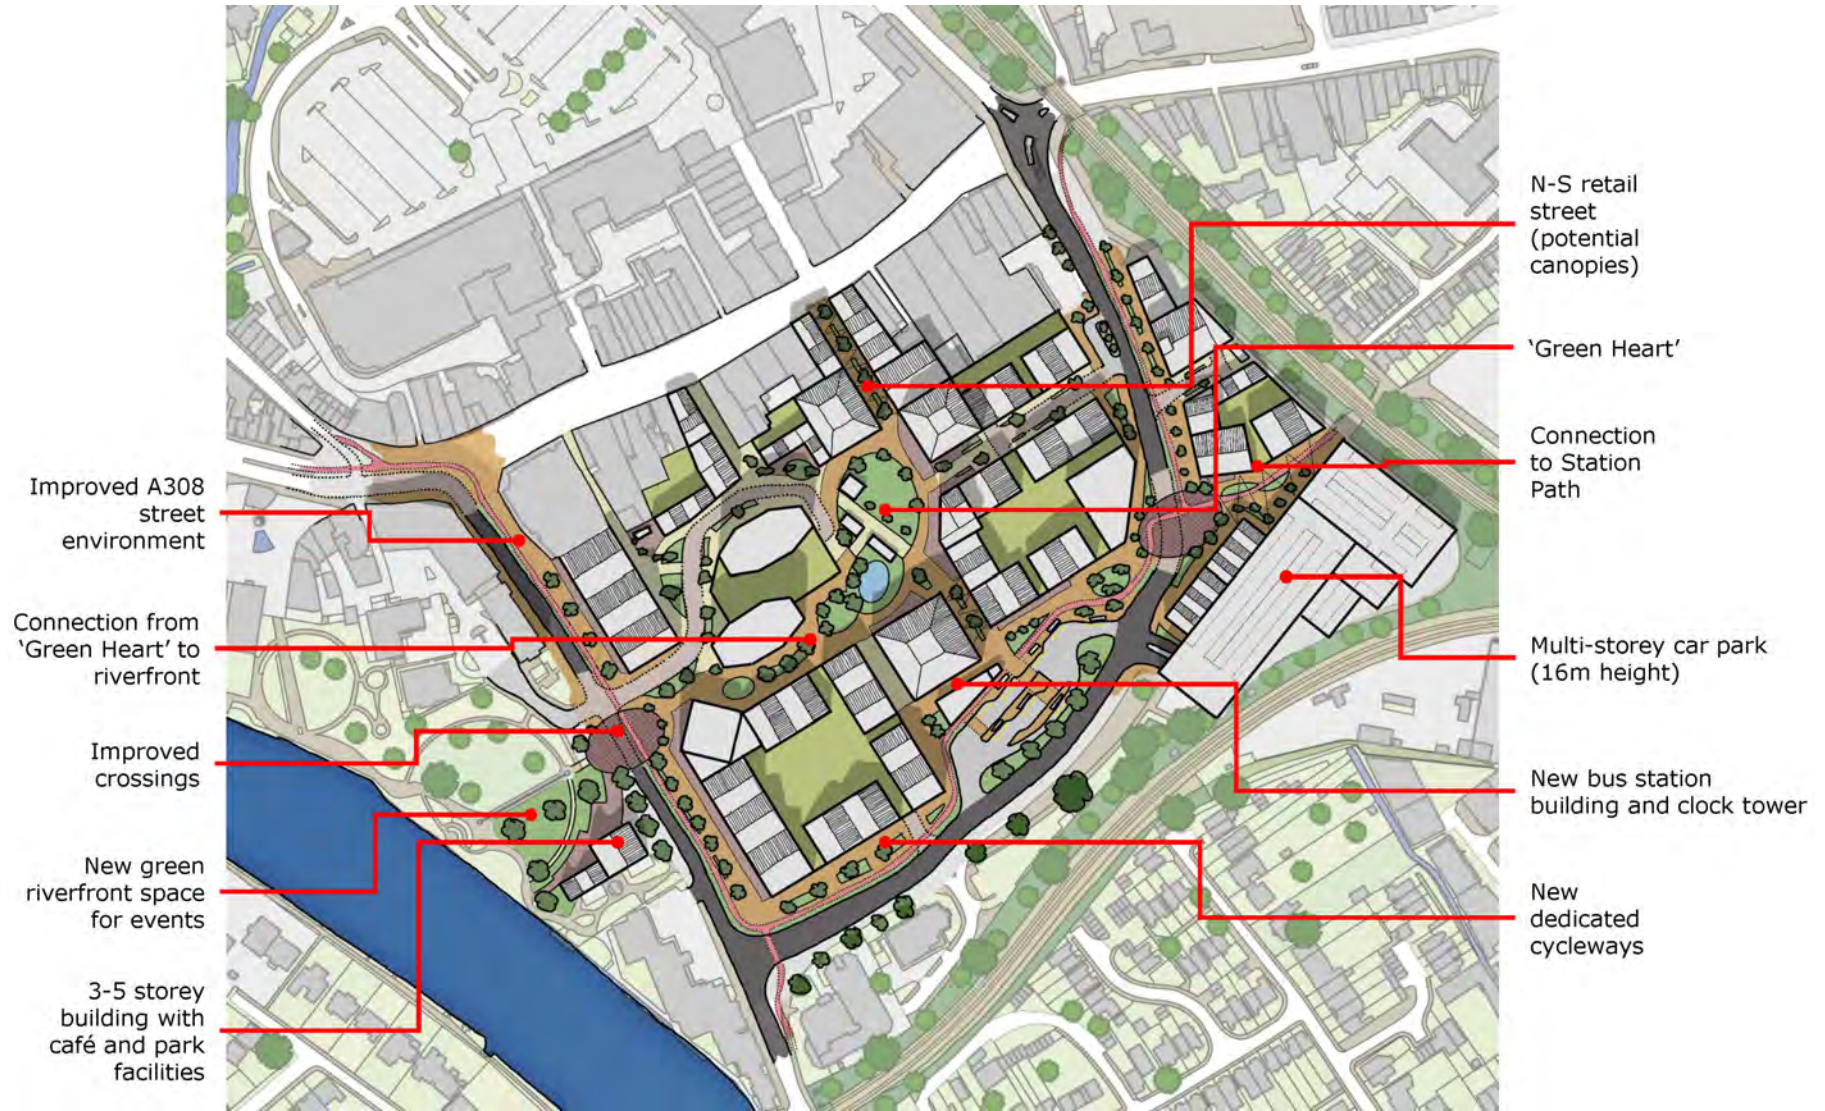 Improved A308
street
environment
Connection from
‘Green Heart’ to
riverfront
Improved
crossings
New green
riverfront space
for events
3-5 storey
building with
café and park
facilities
N-S retail
street
(potential
canopies)
‘Green Heart’
Connection
to Station
Path
Multi-storey car park
(16m height)
New bus station
building and clock tower
New
dedicated
cycleways